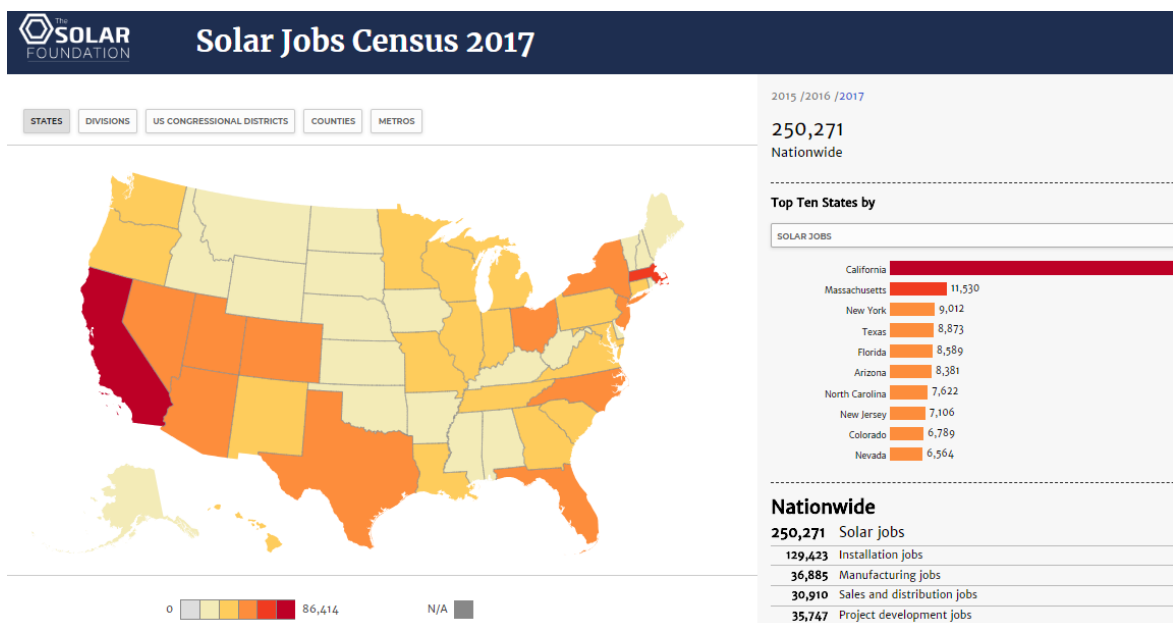 The
SOLAR
FOUNDATION
Solar Jobs Census 2017
STATES
DIVISIONS
US CONGRESSIONAL DISTRICTS
COUNTIES
METROS
0
86,414
N/A
2015 /2016 /2017
250,271
Nationwide
Top Ten States by
SOLAR JOBS
California
Massachusetts 11,530
New York 9,012
Texas 8,873
Florida 8,589
Arizona 8,381
North Carolina 7,622
New Jersey 7,106
Colorado 6,789
Nevada 6,564
Nationwide
250,271 Solar jobs
129,423 Installation jobs
36,885 Manufacturing jobs
30,910 Sales and distribution jobs
35,747 Project development jobs